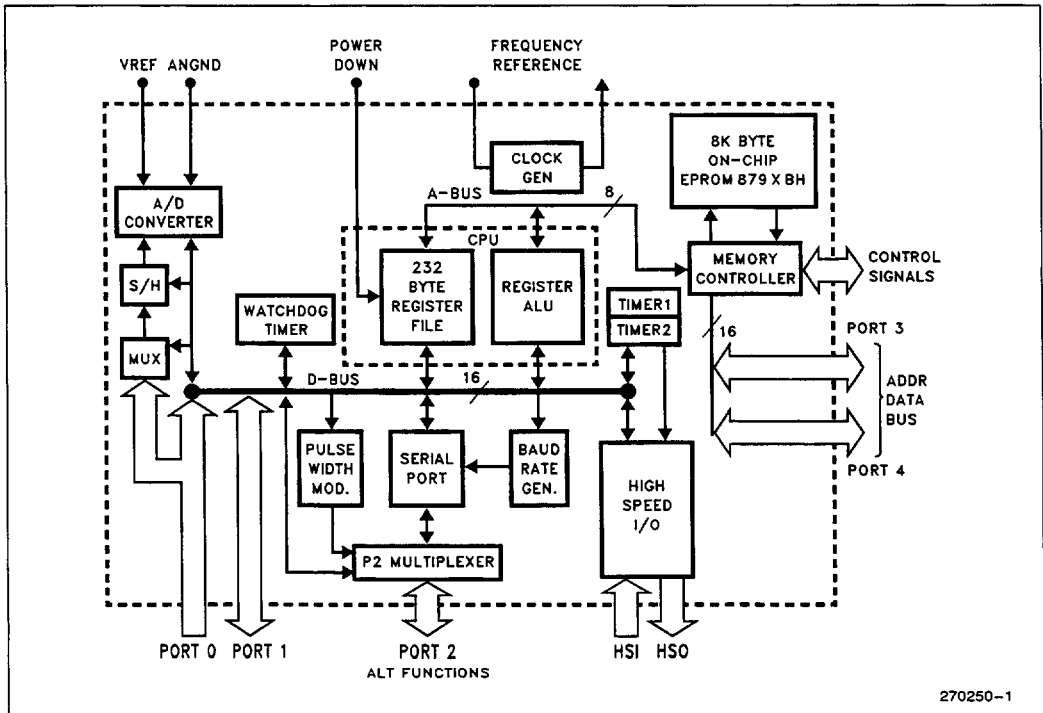 VREF ANGND
POWER
DOWN
FREQUENCY
REFERENCE
CLOCK
GEN
8K BYTE
ON-CHIP
EPROM 879 X BH
A/D
CONVERTER
A-BUS
8
CPU
S/H
232
BYTE
REGISTER
FILE
REGISTER
ALU
MEMORY
CONTROLLER
CONTROL
SIGNALS
WATCHDOG
TIMER
TIMER1
TIMER2
16
PORT 3
MUX
D-BUS
16
ADDR
DATA
BUS
PORT 4
PULSE
WIDTH
MOD.
SERIAL
PORT
BAUD
RATE
GEN.
HIGH
SPEED
I/O
P2 MULTIPLEXER
PORT 0 PORT 1
PORT 2
ALT FUNCTIONS
HSI HSO
270250-1